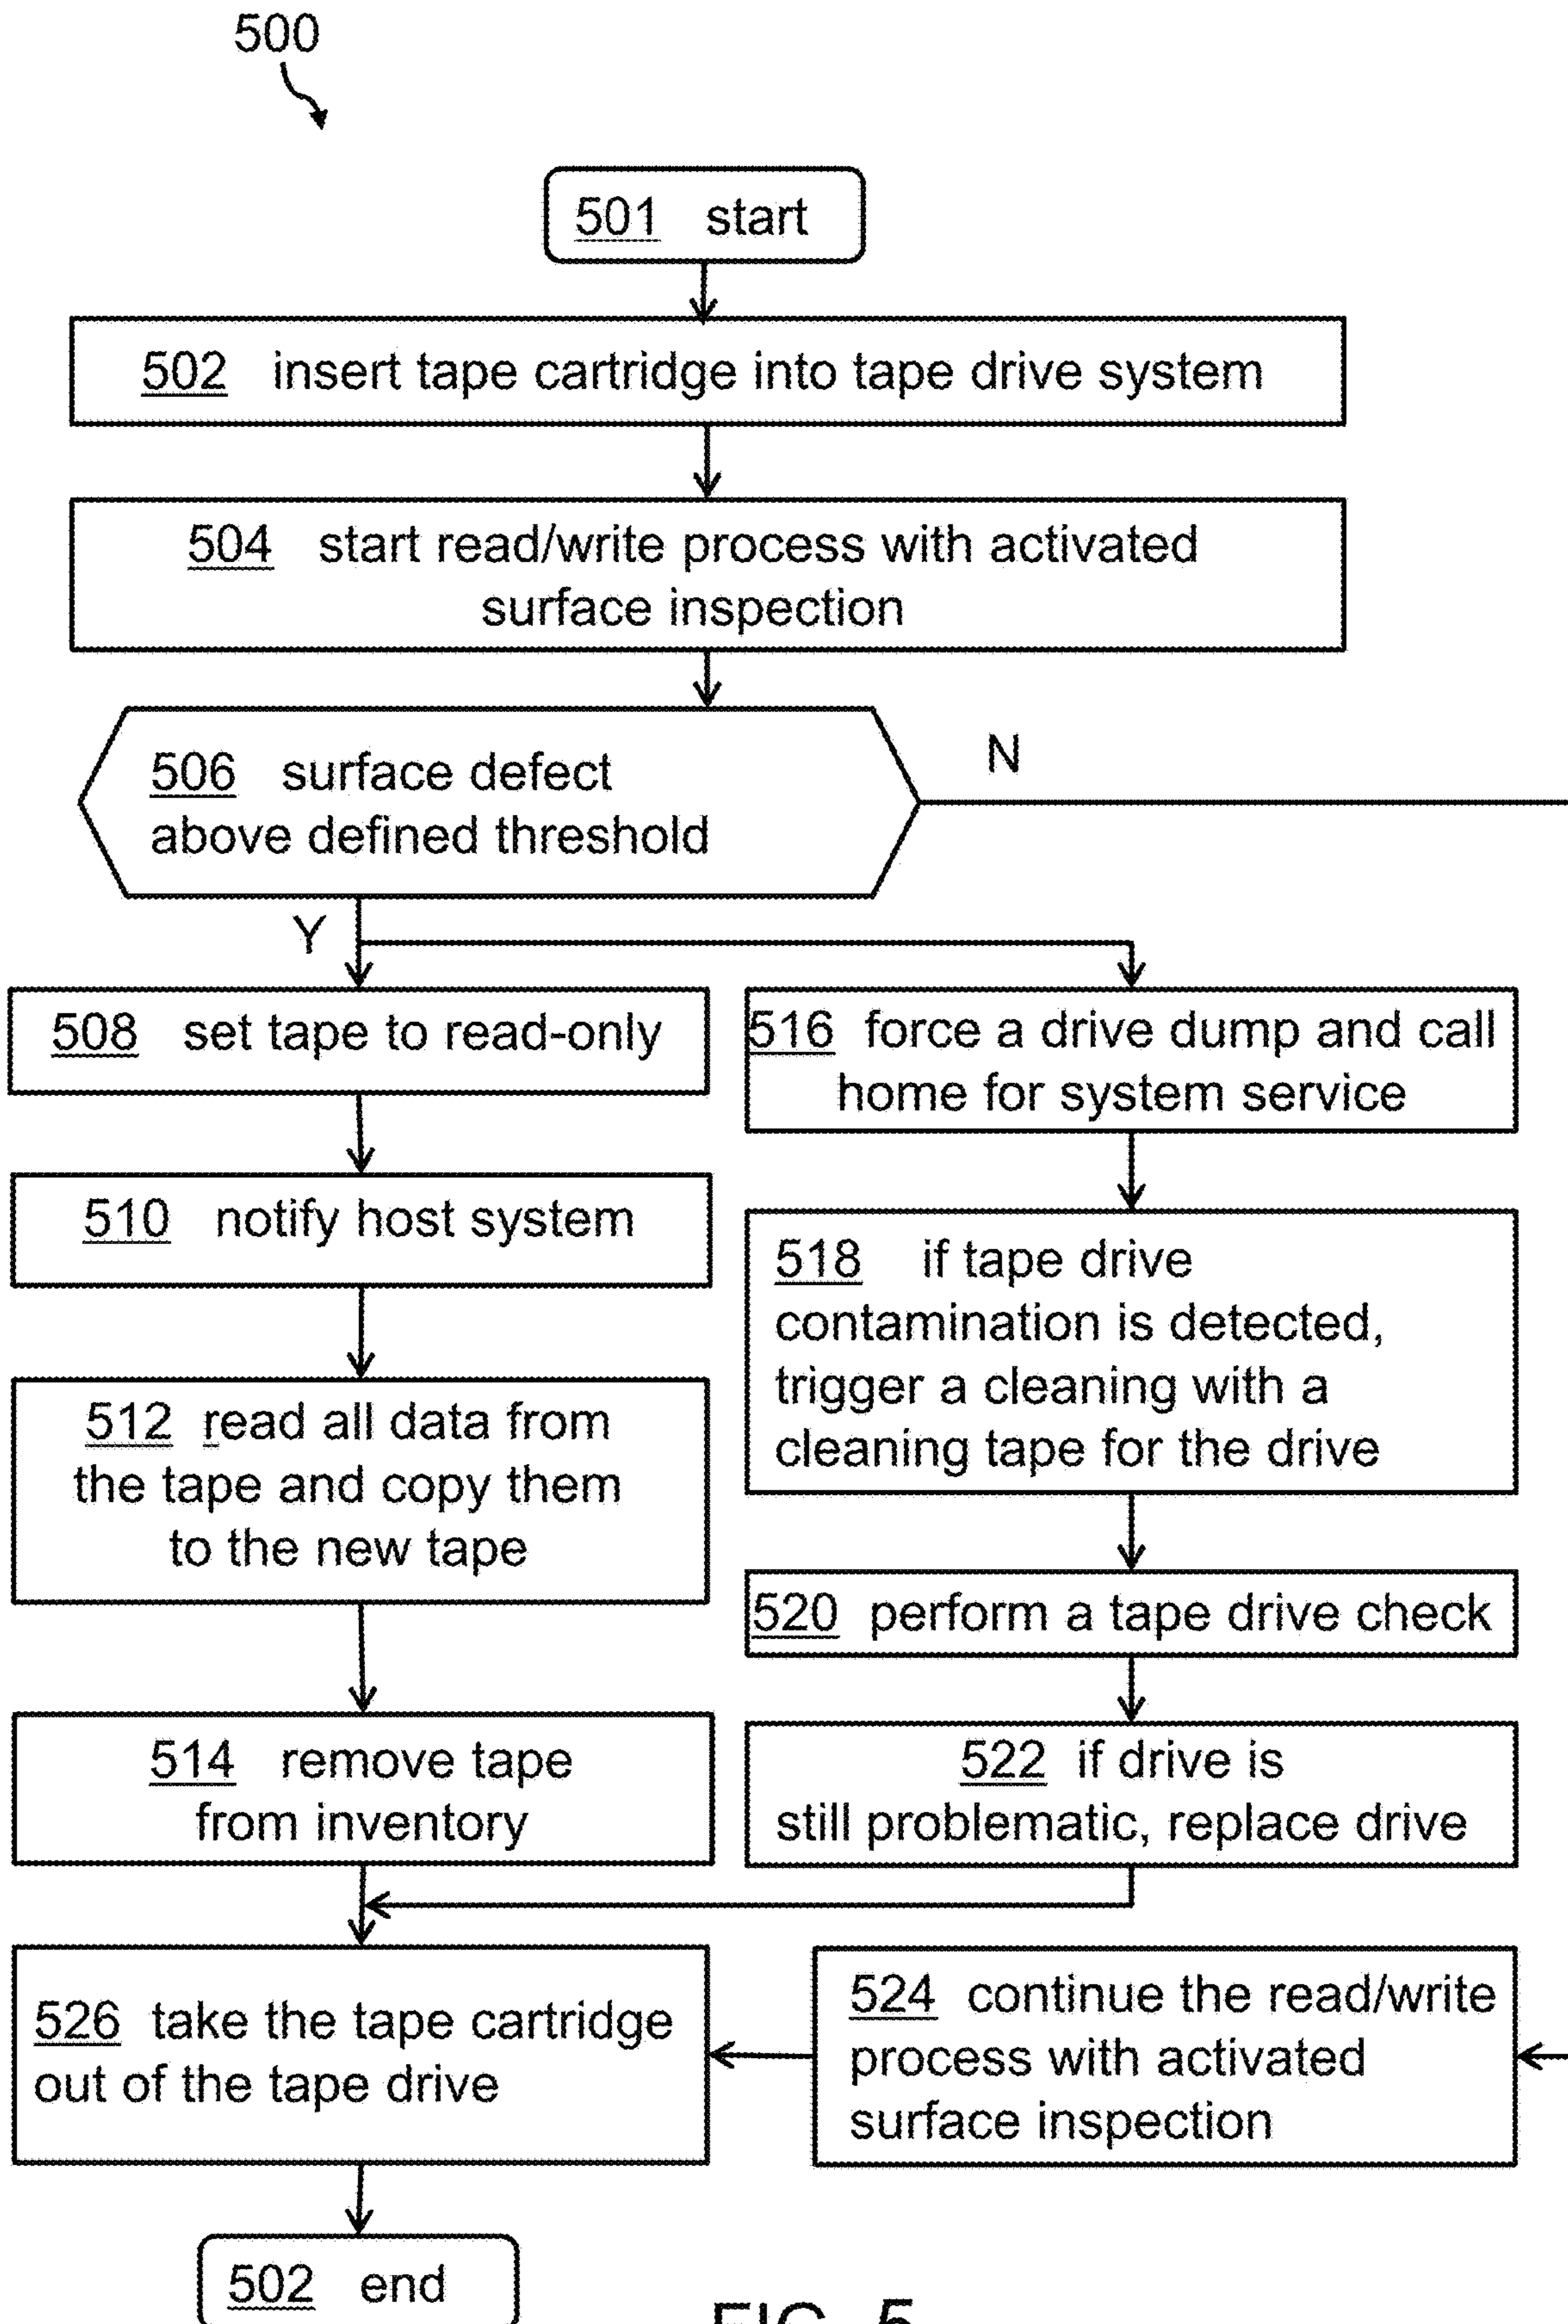 500
501 start
502 insert tape cartridge into tape drive system
504 start read/write process with activated
surface inspection
506 surface defect
above defined threshold
N
Y
508 set tape to read-only
510 notify host system
512 read all data from
the tape and copy them
to the new tape
514 remove tape
from inventory
516 force a drive dump and call
home for system service
518 if tape drive
contamination is detected,
trigger a cleaning with a
cleaning tape for the drive
520 perform a tape drive check
522 if drive is
still problematic, replace drive
524 continue the read/write
process with activated
surface inspection
526 take the tape cartridge
out of the tape drive
502 end
FIG. 5